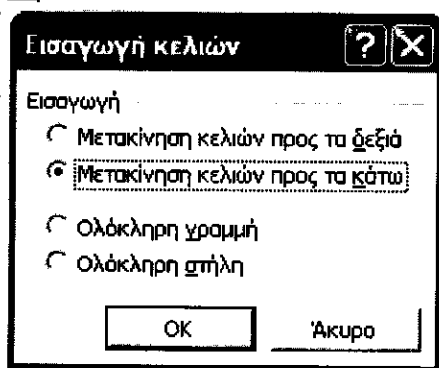 Εισαγωγή κελιών
Εισαγωγή
Μετακίνηση κελιών προς τα δεξιά
Μετακίνηση κελιών προς τα κάτω
Ολόκληρη γραμμή
Ολόκληρη στήλη
OK Άκυρο